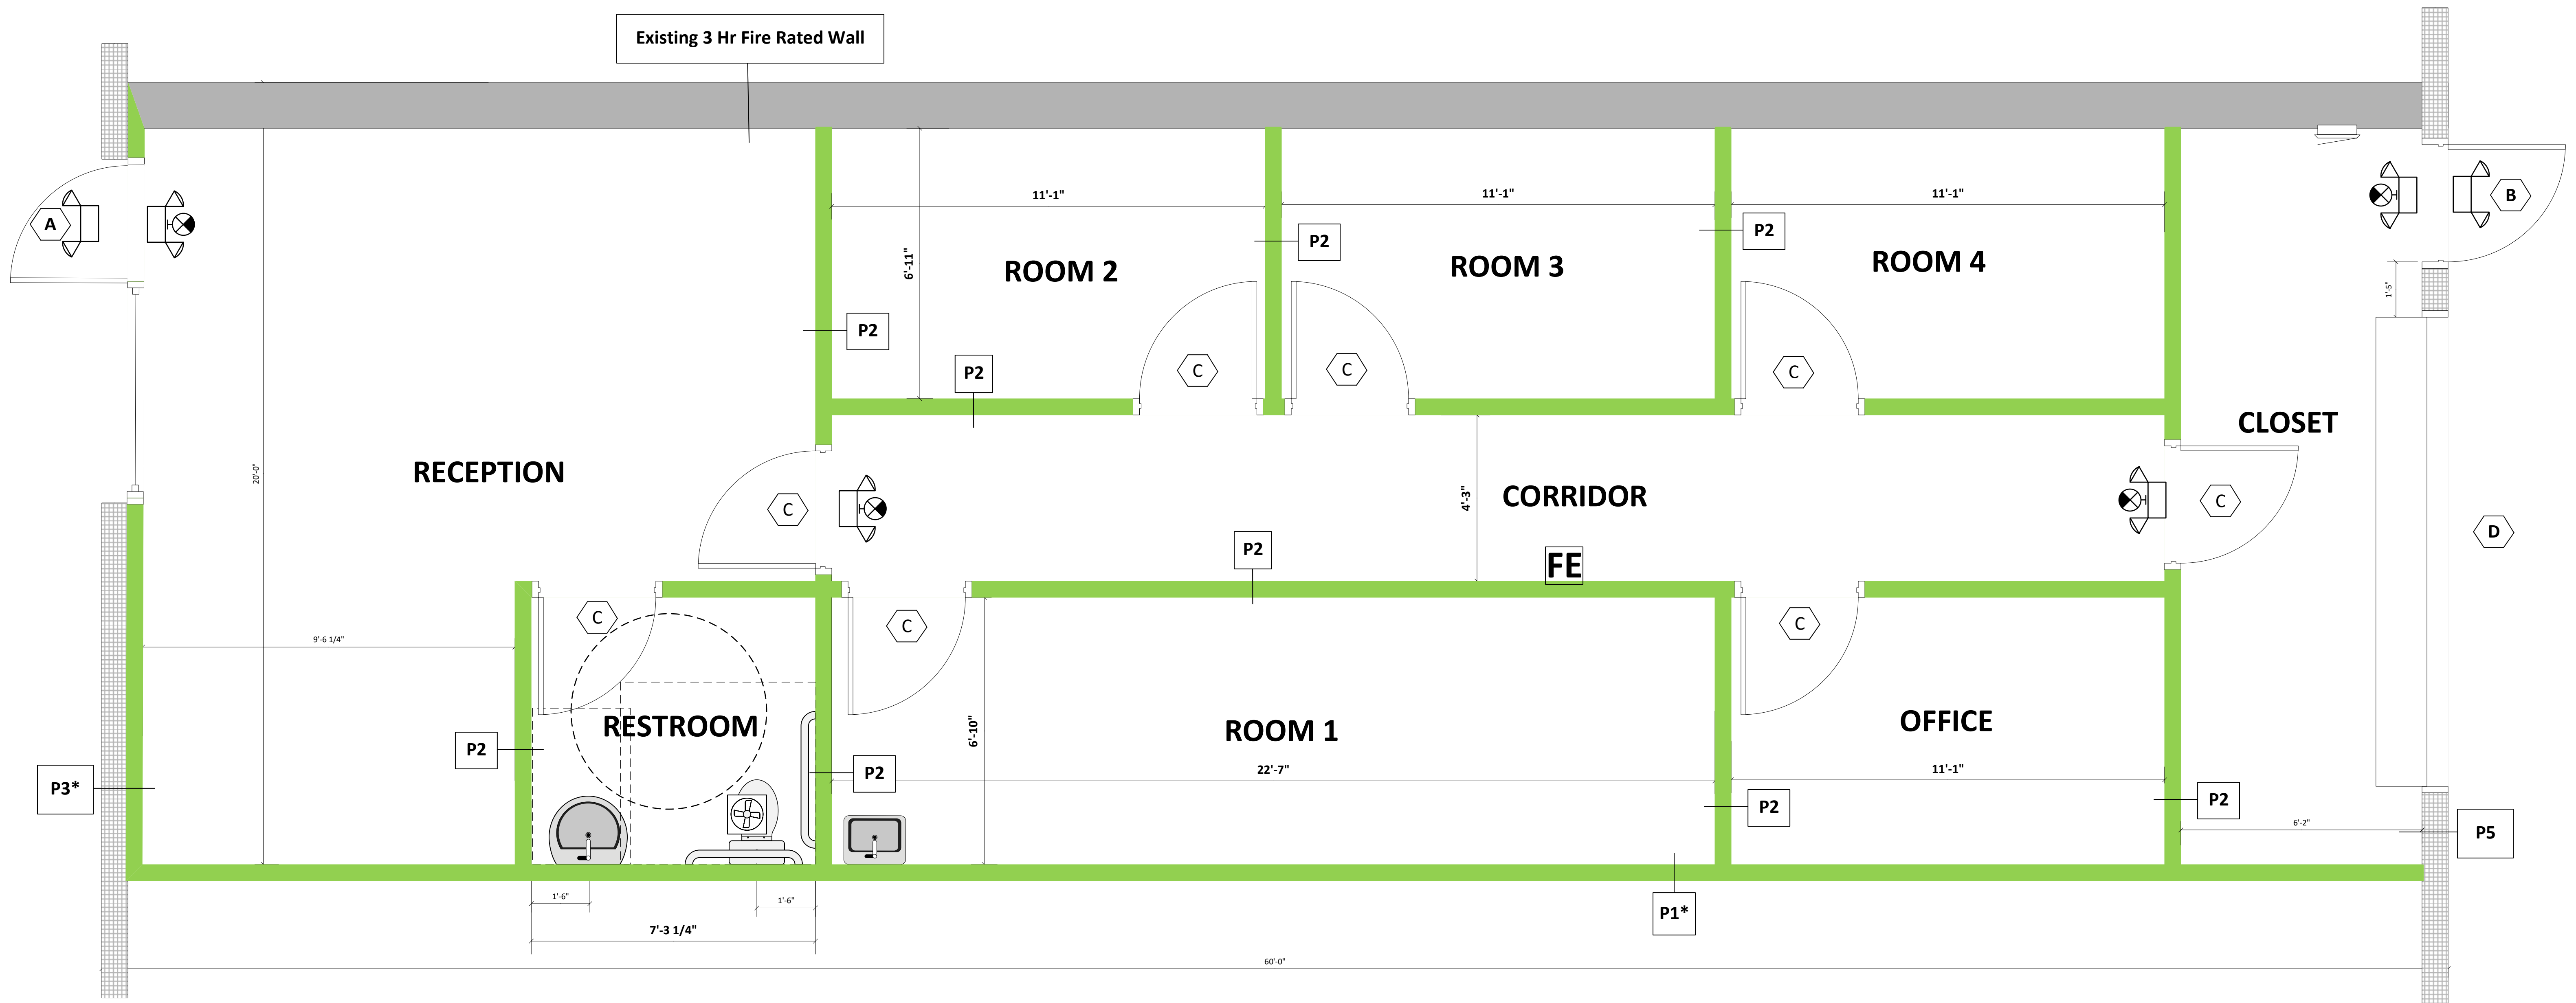 Existing 3 Hr Fire Rated Wall
A
B
11'-1"
11'-1"
11'-1"
P2
P2
6'-11"
ROOM 2
ROOM 3
ROOM 4
1'-5"
P2
P2
C
C
C
CLOSET
RECEPTION
20'-0"
C
4'-3"
CORRIDOR
C
D
P2
FE
C
C
C
9'-6 1/4"
RESTROOM
6'-10"
ROOM 1
OFFICE
P2
P2
22'-7"
11'-1"
P3*
P2
P2
6'-2"
P5
1'-6"
1'-6"
P1*
7'-3 1/4"
60'-0"